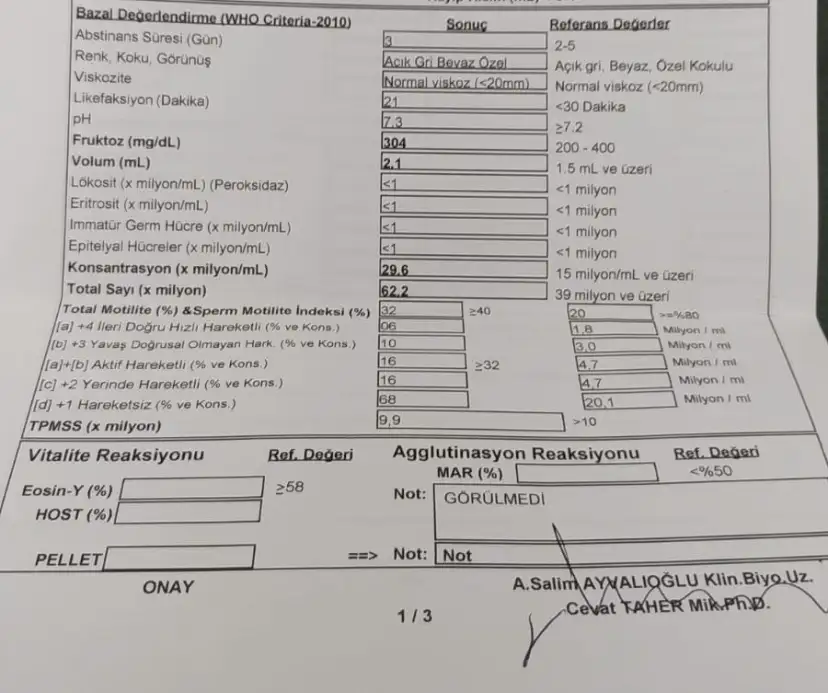 Bazal Değerlendirme (WHO Criteria-2010) Sonuç Referans Değerler
Abstinans Süresi (Gün) 3 2-5
Renk, Koku, Görünüş Açık Gri Beyaz Özel Açık gri, Beyaz, Özel Kokulu
Viskozite Normal viskoz (<20mm) Normal viskoz (<20mm)
Likefaksiyon (Dakika) 21 <30 Dakika
pH 7.3 ≥7.2
Fruktoz (mg/dL) 304 200 - 400
Volum (mL) 2.1 1.5 mL ve üzeri
Lökosit (x milyon/mL) (Peroksidaz) <1 <1 milyon
Eritrosit (x milyon/mL) <1 <1 milyon
Immatür Germ Hücre (x milyon/mL) <1 <1 milyon
Epitelyal Hücreler (x milyon/mL) <1 <1 milyon
Konsantrasyon (x milyon/mL) 29.6 15 milyon/mL ve üzeri
Total Sayı (x milyon) 62.2 39 milyon ve üzeri
Total Motilite (%) &Sperm Motilite İndeksi (%) 32 ≥40 20 >=%80
[a] +4 İleri Doğru Hızlı Hareketli (% ve Kons.) 06 1,8 Milyon / ml
[b] +3 Yavaş Doğrusal Olmayan Hark. (% ve Kons.) 10 3,0 Milyon / ml
[a]+[b] Aktif Hareketli (% ve Kons.) 16 ≥32 4,7 Milyon / ml
[c] +2 Yerinde Hareketli (% ve Kons.) 16 4,7 Milyon / ml
[d] +1 Hareketsiz (% ve Kons.) 68 20,1 Milyon / ml
TPMSS (x milyon) 9,9 >10
Vitalite Reaksiyonu Ref. Değeri Agglutinasyon Reaksiyonu Ref. Değeri
MAR (%) <%50
Eosin-Y (%) ≥58 Not: GÖRÜLMEDİ
HOST (%)
PELLET ==> Not: Not
ONAY A.Salim AYVALIOĞLU Klin.Biyo.Uz.
Cevat TAHER Mik.Ph.D.
1 / 3